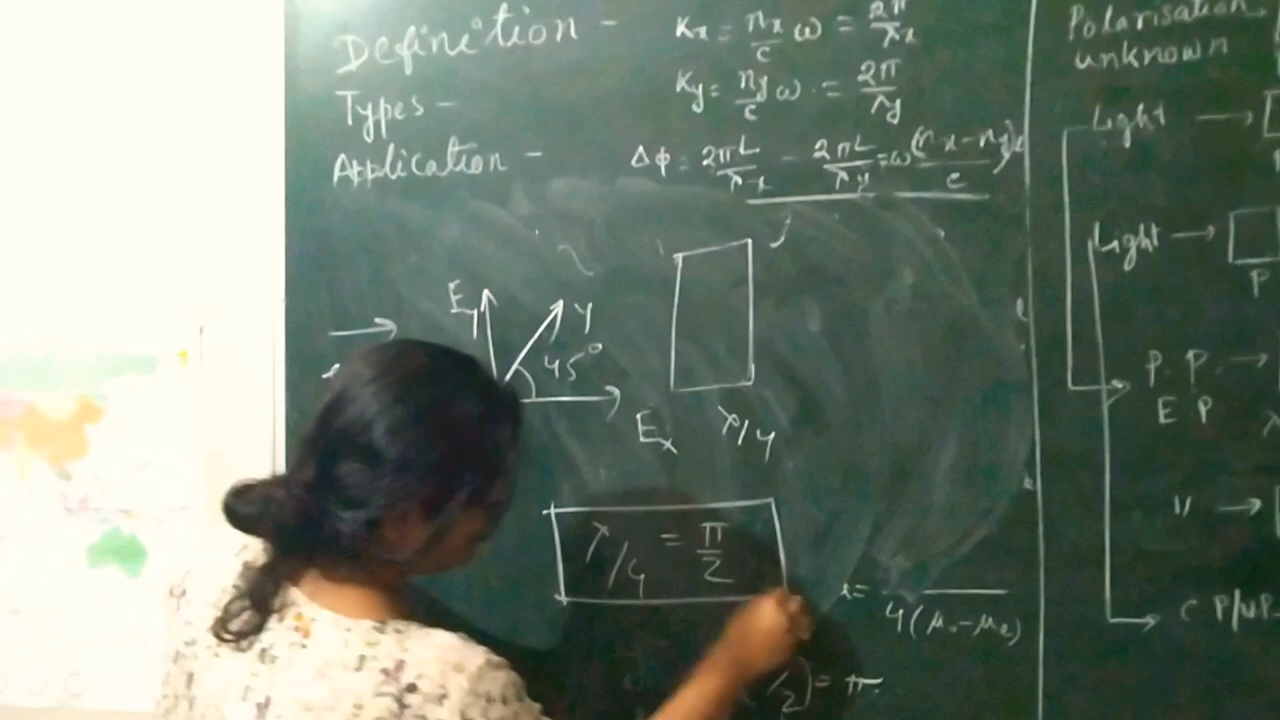 Definition -
Types -
Application -
Kx = nx/c ω = 2π/λx
Ky = ny/c ω = 2π/λy
Δφ = 2πL/λx - 2πL/λy = ω(nx-ny)
c
Ey
Y
45°
Ex
λ/4
λ/4 = π/2
4(μo-μe)
= π
Polarisation
unknown
Light →
Light →
P
P. P. →
E P
" →
C P/UP